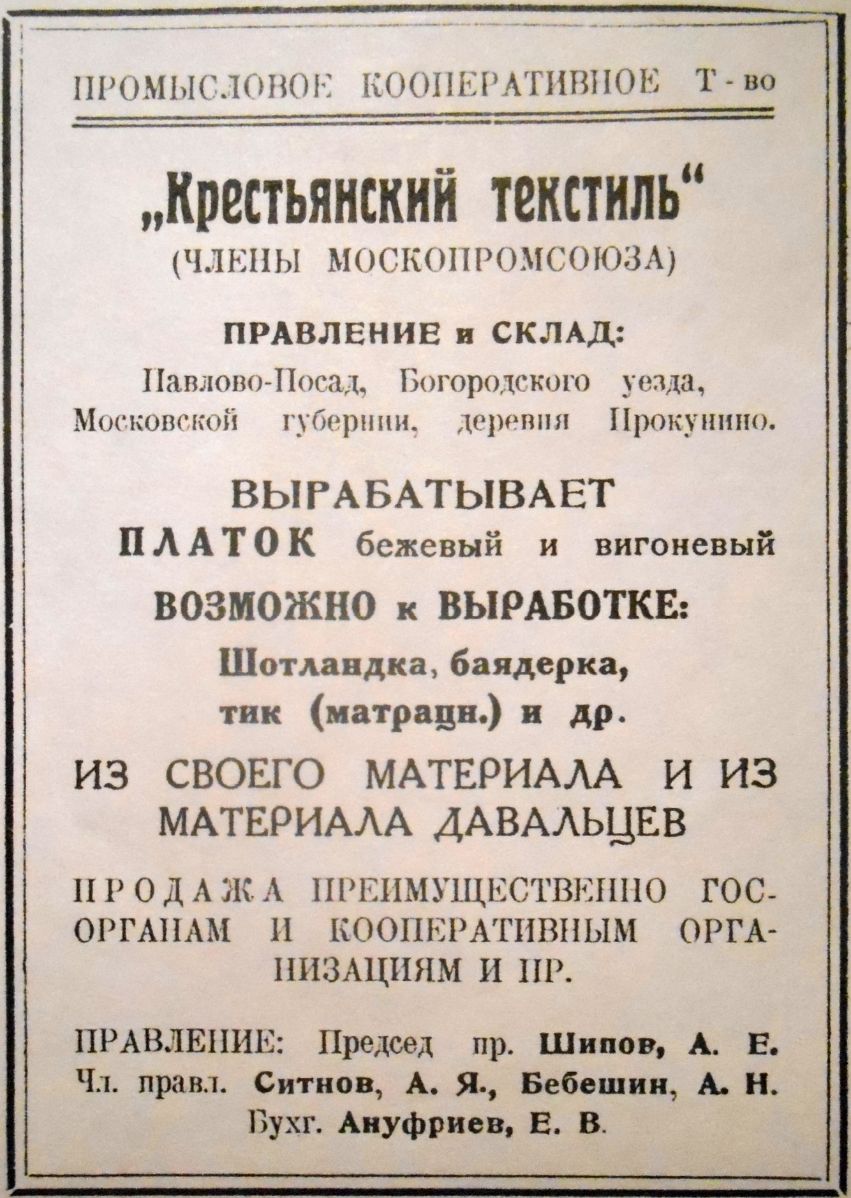 ПРОМЫСЛОВОЕ КООПЕРАТИВНОЕ Т-во
„Крестьянский текстиль“
(ЧЛЕНЫ МОСКОПРОМСОЮЗА)
ПРАВЛЕНИЕ и СКЛАД:
Павлово-Посад, Богородского уезда,
Московской губернии, деревня Прокунино.
ВЫРАБАТЫВАЕТ
ПЛАТОК бежевый и вигоневый
ВОЗМОЖНО к ВЫРАБОТКЕ:
Шотландка, баядерка,
тик (матрацн.) и др.
ИЗ СВОЕГО МАТЕРИАЛА И ИЗ
МАТЕРИАЛА ДАВАЛЬЦЕВ
ПРОДАЖА ПРЕИМУЩЕСТВЕННО ГОС-
ОРГАНАМ И КООПЕРАТИВНЫМ ОРГА-
НИЗАЦИЯМ И ПР.
ПРАВЛЕНИЕ: Председ пр. Шипов, А. Е.
Чл. правл. Ситнов, А. Я., Бебешин, А. Н.
Бухг. Ануфриев, Е. В.